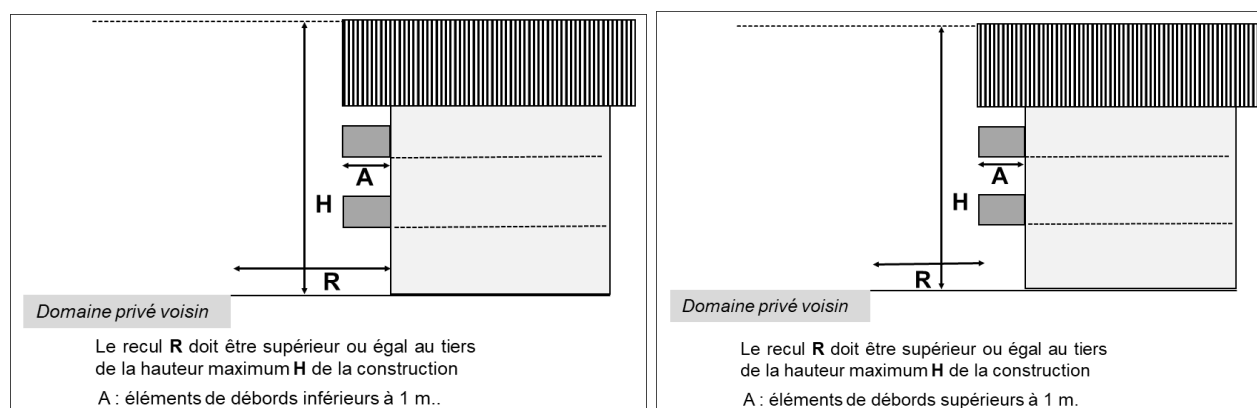 A
H
R
Domaine privé voisin
Le recul R doit être supérieur ou égal au tiers
de la hauteur maximum H de la construction
A : éléments de débords inférieurs à 1 m..
A
H
R
Domaine privé voisin
Le recul R doit être supérieur ou égal au tiers
de la hauteur maximum H de la construction
A : éléments de débords supérieurs à 1 m.